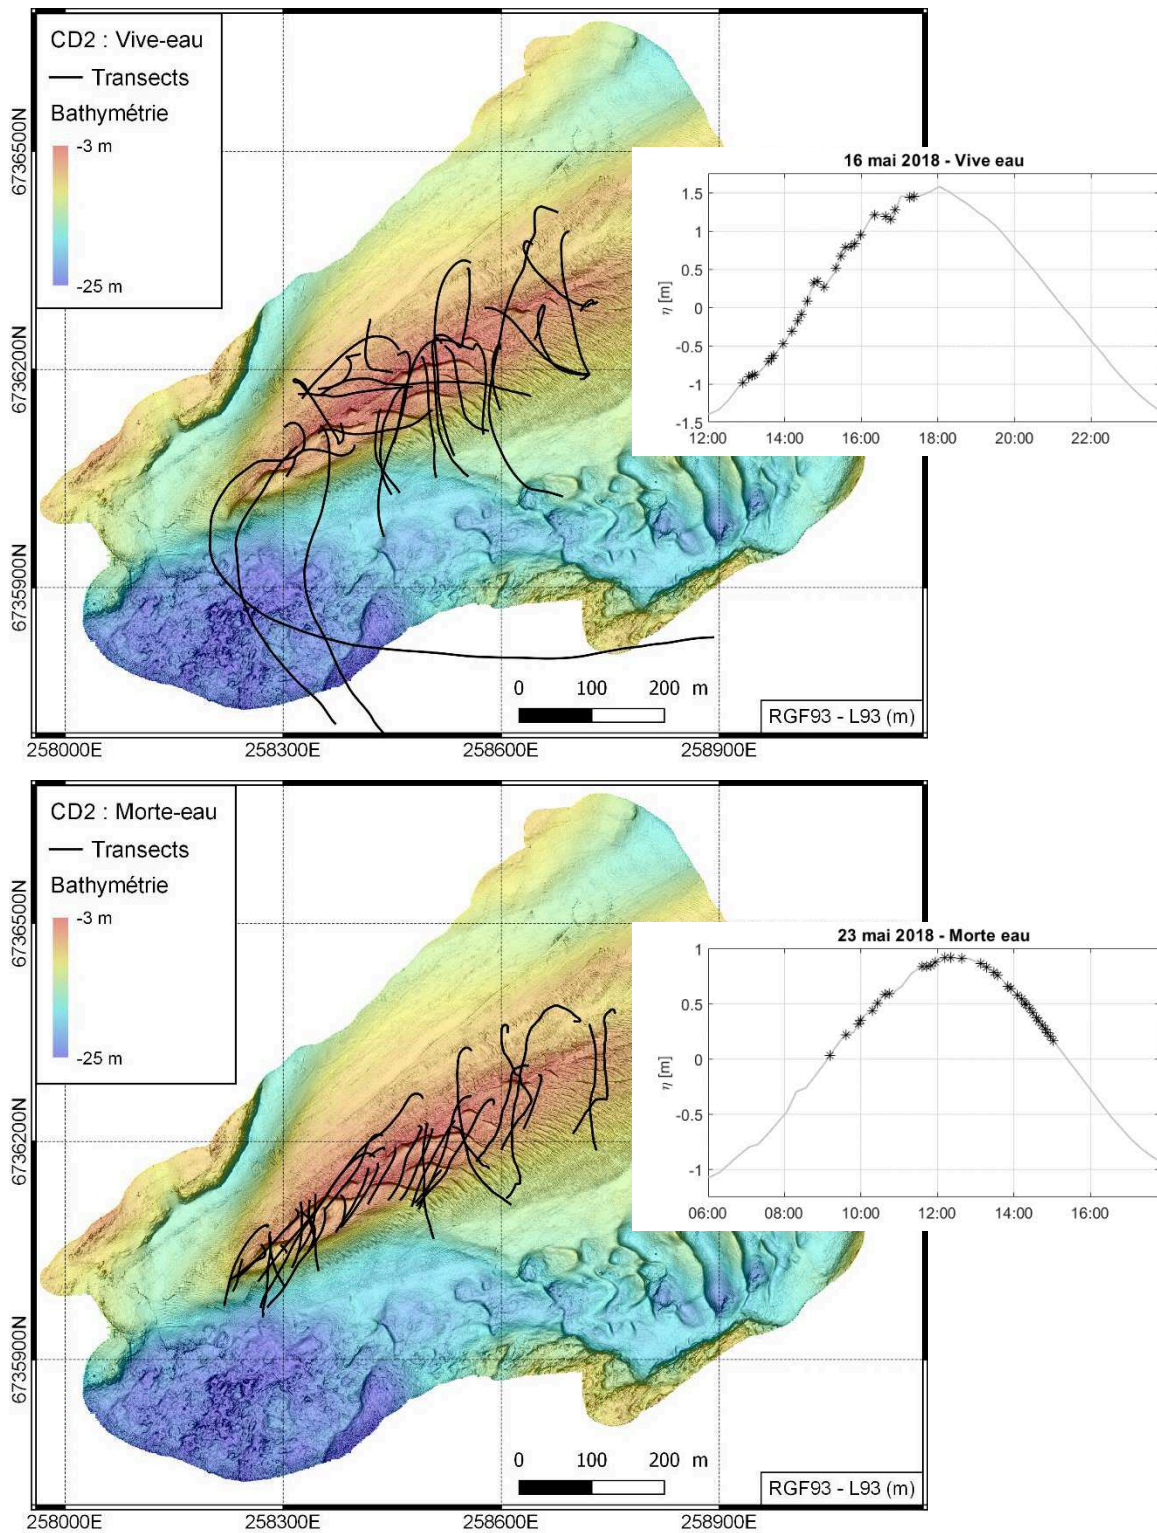 CD2 : Vive-eau
Transects
Bathymétrie
-3 m
-25 m
6736500N
6736200N
6735900N
16 mai 2018 - Vive eau
1.5
1
0.5
0
-0.5
-1
-1.5
η [m]
12:00 14:00 16:00 18:00 20:00 22:00
0 100 200 m
RGF93 - L93 (m)
258000E 258300E 258600E 258900E
CD2 : Morte-eau
Transects
Bathymétrie
-3 m
-25 m
6736500N
6736200N
6735900N
23 mai 2018 - Morte eau
1
0.5
0
-0.5
-1
η [m]
06:00 08:00 10:00 12:00 14:00 16:00
0 100 200 m
RGF93 - L93 (m)
258000E 258300E 258600E 258900E